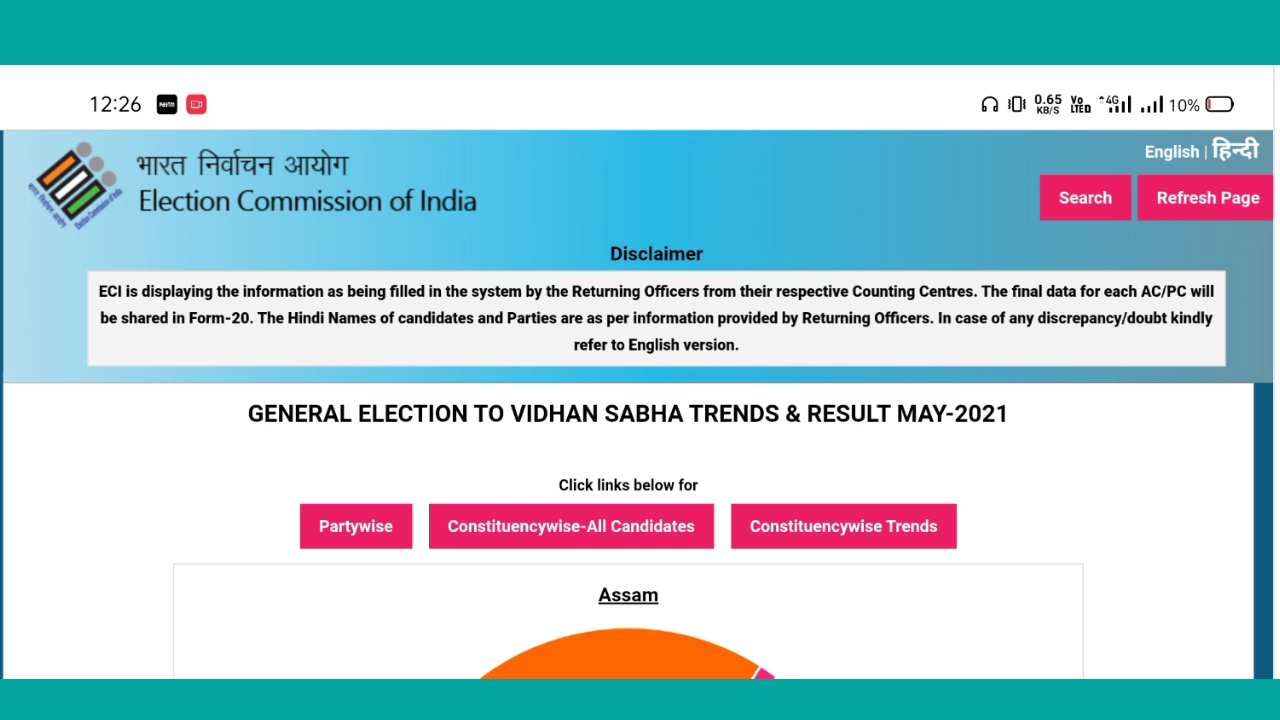 12:26 Paytm 0.65 KB/S Vo LTE 4G 10%
English | हिन्दी
भारत निर्वाचन आयोग
Election Commission of India
Search Refresh Page
Disclaimer
ECI is displaying the information as being filled in the system by the Returning Officers from their respective Counting Centres. The final data for each AC/PC will
be shared in Form-20. The Hindi Names of candidates and Parties are as per information provided by Returning Officers. In case of any discrepancy/doubt kindly
refer to English version.
GENERAL ELECTION TO VIDHAN SABHA TRENDS & RESULT MAY-2021
Click links below for
Partywise Constituencywise-All Candidates Constituencywise Trends
Assam